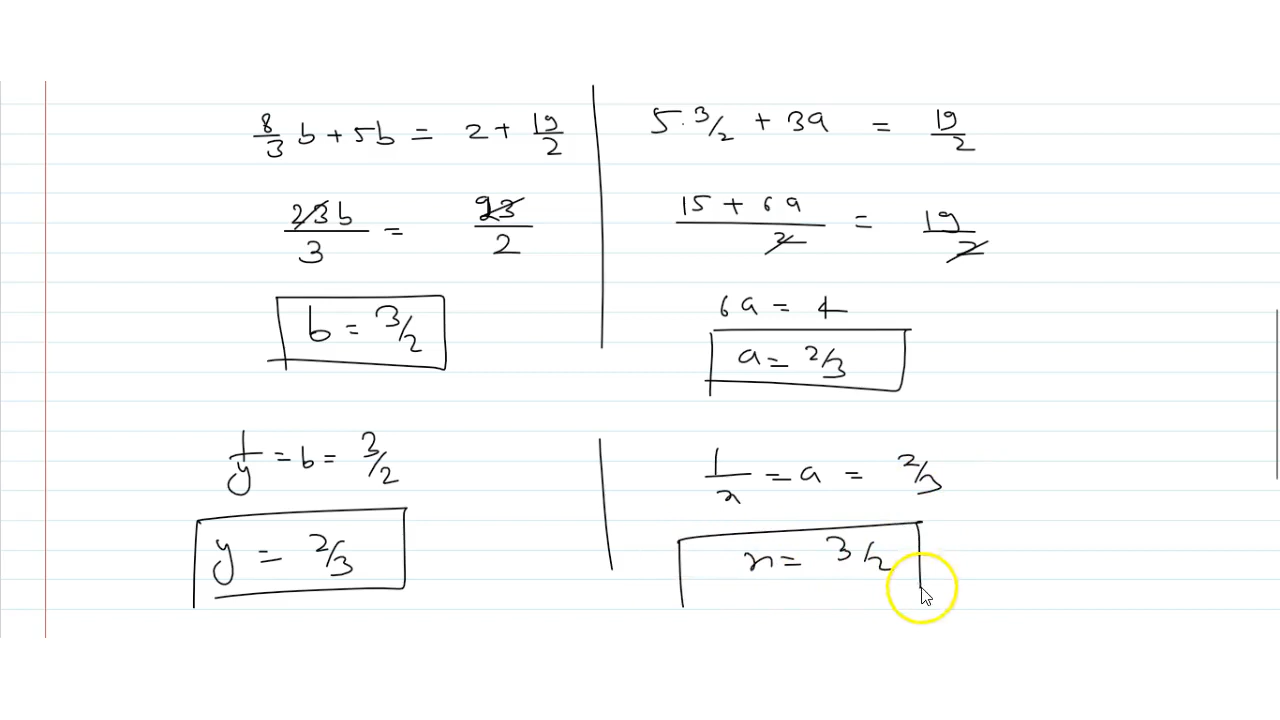 8/3 b + 5b = 2 + 19/2
23b/3 = 23/2
b = 3/2
1/y = b = 3/2
y = 2/3
5·3/2 + 3a = 19/2
15 + 6a/2 = 19/2
6a = 4
a = 2/3
1/x = a = 2/3
x = 3/2